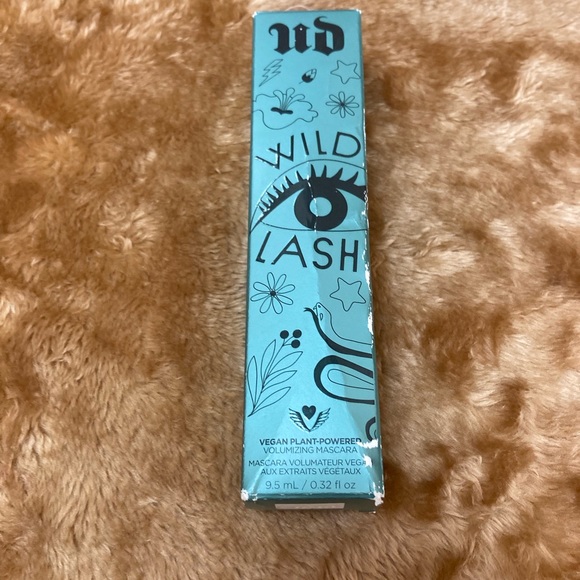 UD
WILD
LASH
VEGAN PLANT-POWERED
VOLUMIZING MASCARA
MASCARA VOLUMATEUR VEGAN
AUX EXTRAITS VÉGÉTAUX
9.5 mL / 0.32 fl oz